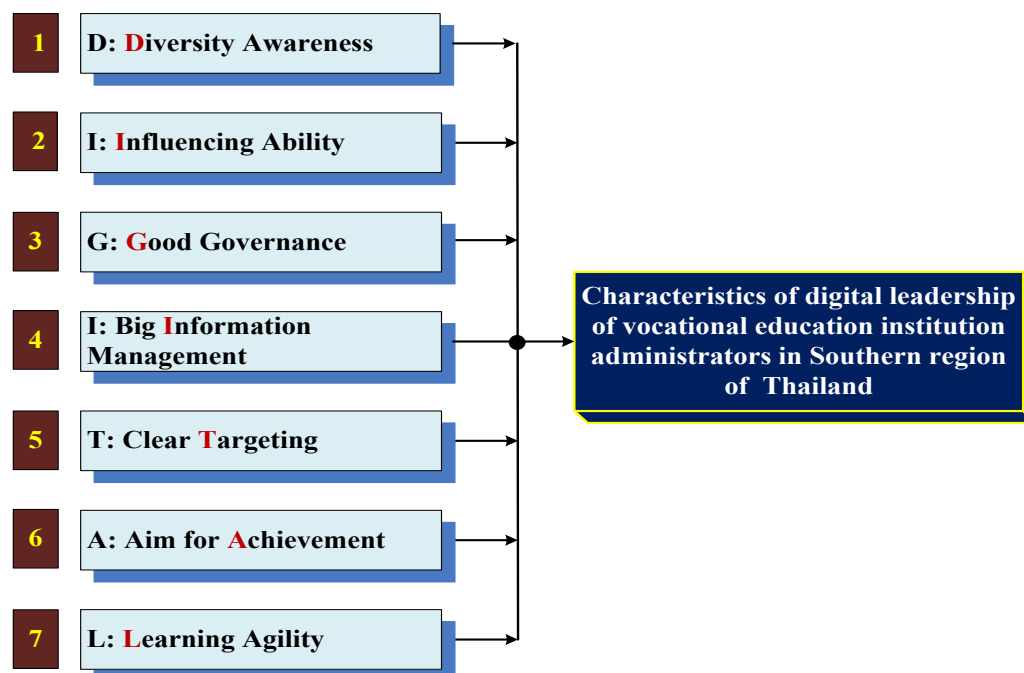 1
D: Diversity Awareness
2
I: Influencing Ability
3
G: Good Governance
4
I: Big Information
Management
5
T: Clear Targeting
6
A: Aim for Achievement
7
L: Learning Agility
Characteristics of digital leadership
of vocational education institution
administrators in Southern region
of Thailand